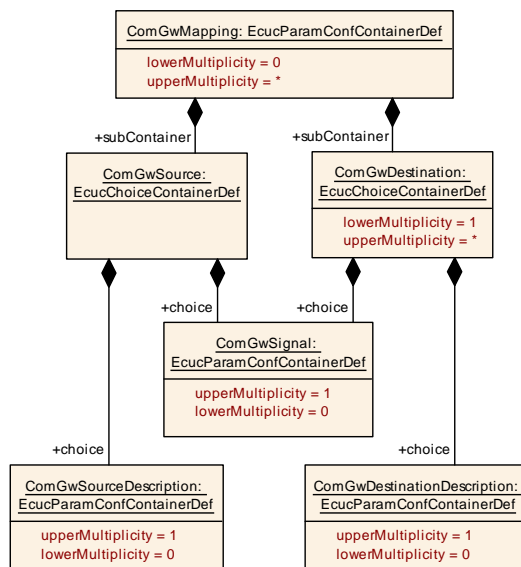 ComGwMapping: EcucParamConfContainerDef
lowerMultiplicity = 0
upperMultiplicity = *
+subContainer
+subContainer
ComGwSource:
EcucChoiceContainerDef
ComGwDestination:
EcucChoiceContainerDef
lowerMultiplicity = 1
upperMultiplicity = *
+choice
+choice
ComGwSignal:
EcucParamConfContainerDef
upperMultiplicity = 1
lowerMultiplicity = 0
+choice
+choice
ComGwSourceDescription:
EcucParamConfContainerDef
upperMultiplicity = 1
lowerMultiplicity = 0
ComGwDestinationDescription:
EcucParamConfContainerDef
upperMultiplicity = 1
lowerMultiplicity = 0